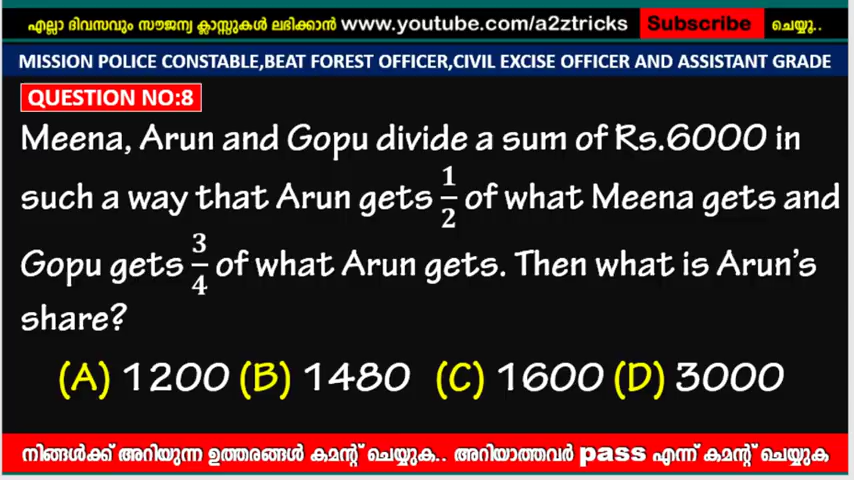 എല്ലാ ദിവസവും സൗജന്യ ക്ലാസ്സുകൾ ലഭിക്കാൻ www.youtube.com/a2ztricks Subscribe ചെയ്യൂ..
MISSION POLICE CONSTABLE,BEAT FOREST OFFICER,CIVIL EXCISE OFFICER AND ASSISTANT GRADE
QUESTION NO:8
Meena, Arun and Gopu divide a sum of Rs.6000 in
such a way that Arun gets 1/2 of what Meena gets and
Gopu gets 3/4 of what Arun gets. Then what is Arun's
share?
(A) 1200 (B) 1480 (C) 1600 (D) 3000
നിങ്ങൾക്ക് അറിയുന്ന ഉത്തരങ്ങൾ കമന്റ് ചെയ്യുക.. അറിയാത്തവർ pass എന്ന് കമന്റ് ചെയ്യുക